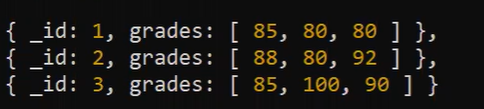 { _id: 1, grades: [ 85, 80, 80 ] },
{ _id: 2, grades: [ 88, 80, 92 ] },
{ _id: 3, grades: [ 85, 100, 90 ] }